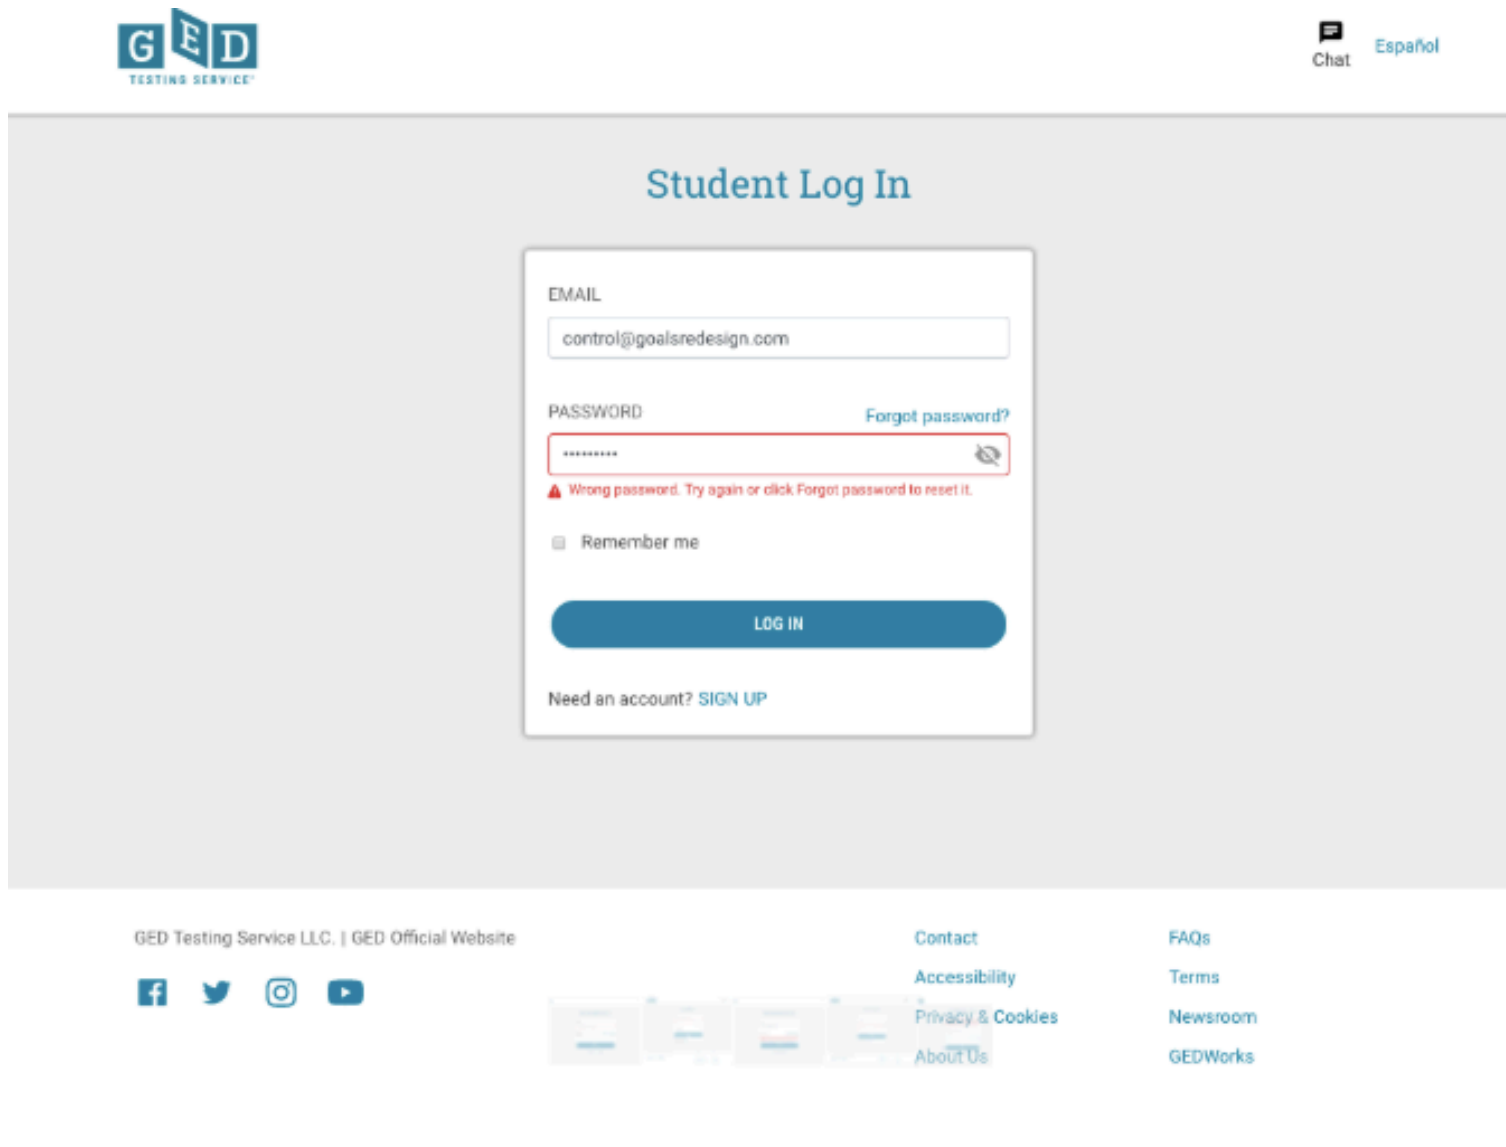 GED
TESTING SERVICE
Chat
Español
Student Log In
EMAIL
control@goalsredesign.com
PASSWORD
Forgot password?
•••••••••
Wrong password. Try again or click Forgot password to reset it.
Remember me
LOG IN
Need an account? SIGN UP
GED Testing Service LLC. | GED Official Website
Contact
FAQs
Accessibility
Terms
Privacy & Cookies
Newsroom
About Us
GEDWorks